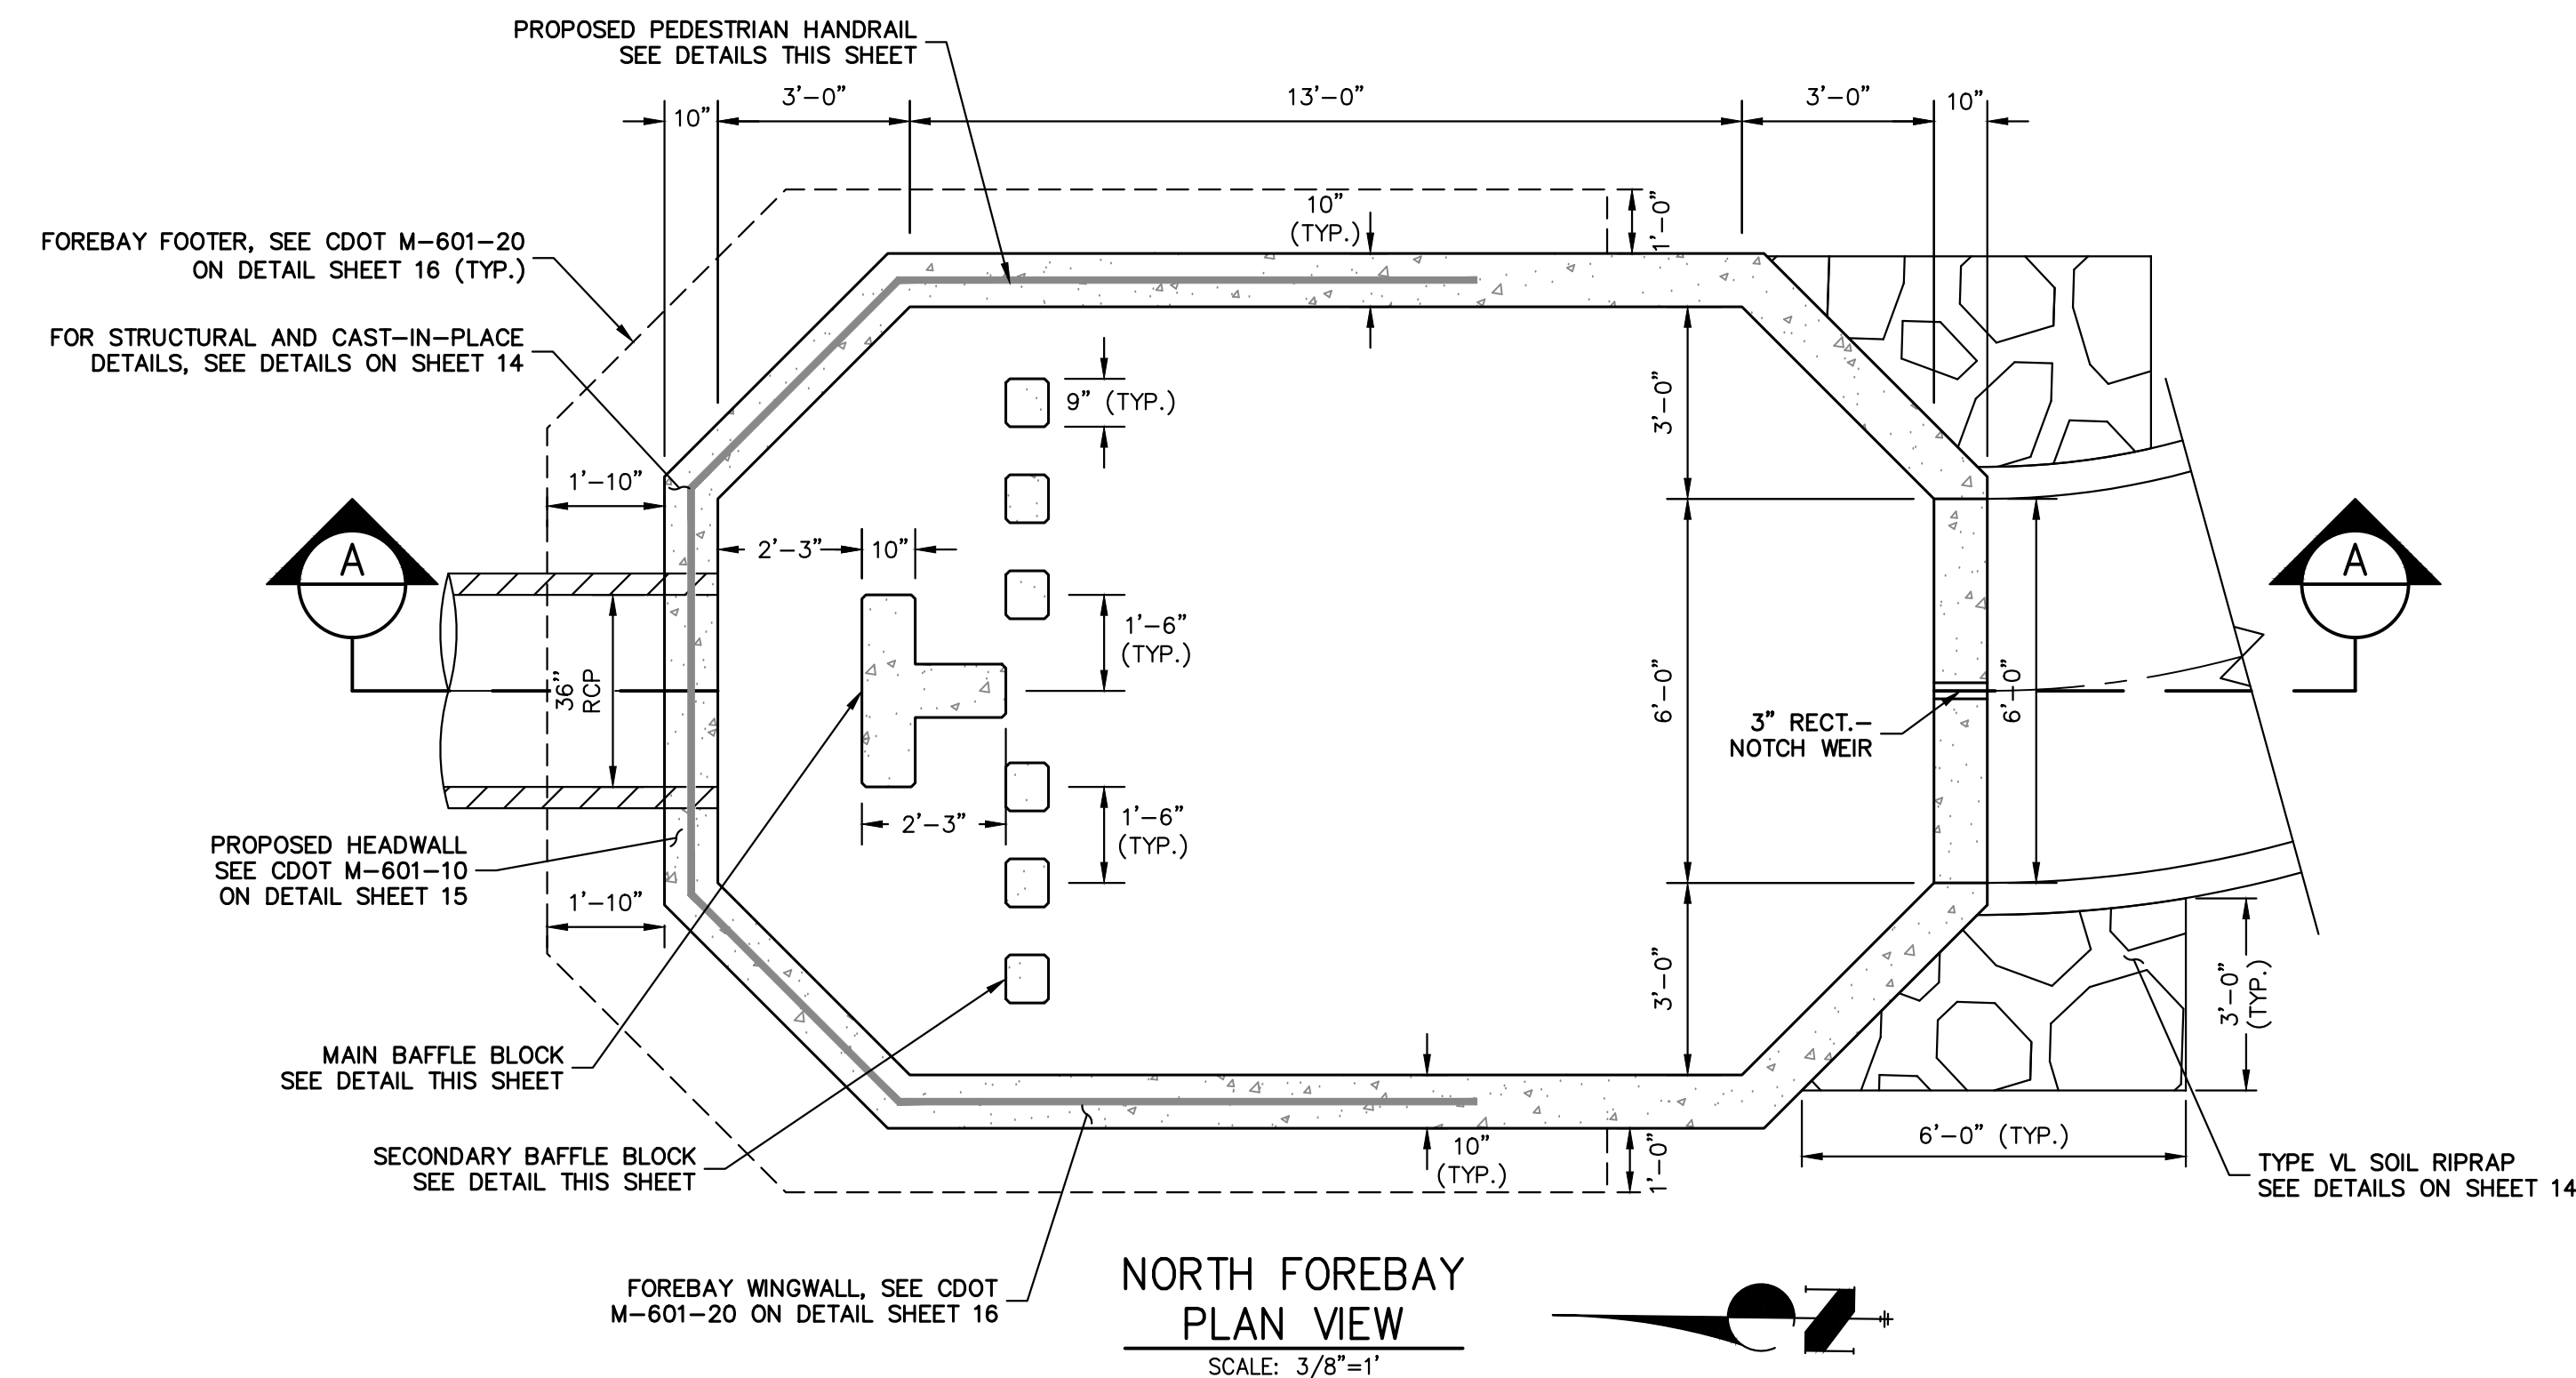 PROPOSED PEDESTRIAN HANDRAIL
SEE DETAILS THIS SHEET
10"
3'-0"
13'-0"
3'-0"
10"
10"
(TYP.)
1'-0"
FOREBAY FOOTER, SEE CDOT M-601-20
ON DETAIL SHEET 16 (TYP.)
FOR STRUCTURAL AND CAST-IN-PLACE
DETAILS, SEE DETAILS ON SHEET 14
9" (TYP.)
3'-0"
1'-10"
A
2'-3"
10"
A
1'-6"
(TYP.)
36"
RCP
6'-0"
6'-0"
3" RECT.-
NOTCH WEIR
2'-3"
1'-6"
(TYP.)
PROPOSED HEADWALL
SEE CDOT M-601-10
ON DETAIL SHEET 15
1'-10"
3'-0"
3'-0"
(TYP.)
MAIN BAFFLE BLOCK
SEE DETAIL THIS SHEET
SECONDARY BAFFLE BLOCK
SEE DETAIL THIS SHEET
10"
(TYP.)
1'-0"
6'-0" (TYP.)
TYPE VL SOIL RIPRAP
SEE DETAILS ON SHEET 14
FOREBAY WINGWALL, SEE CDOT
M-601-20 ON DETAIL SHEET 16
NORTH FOREBAY
PLAN VIEW
SCALE: 3/8"=1'
N